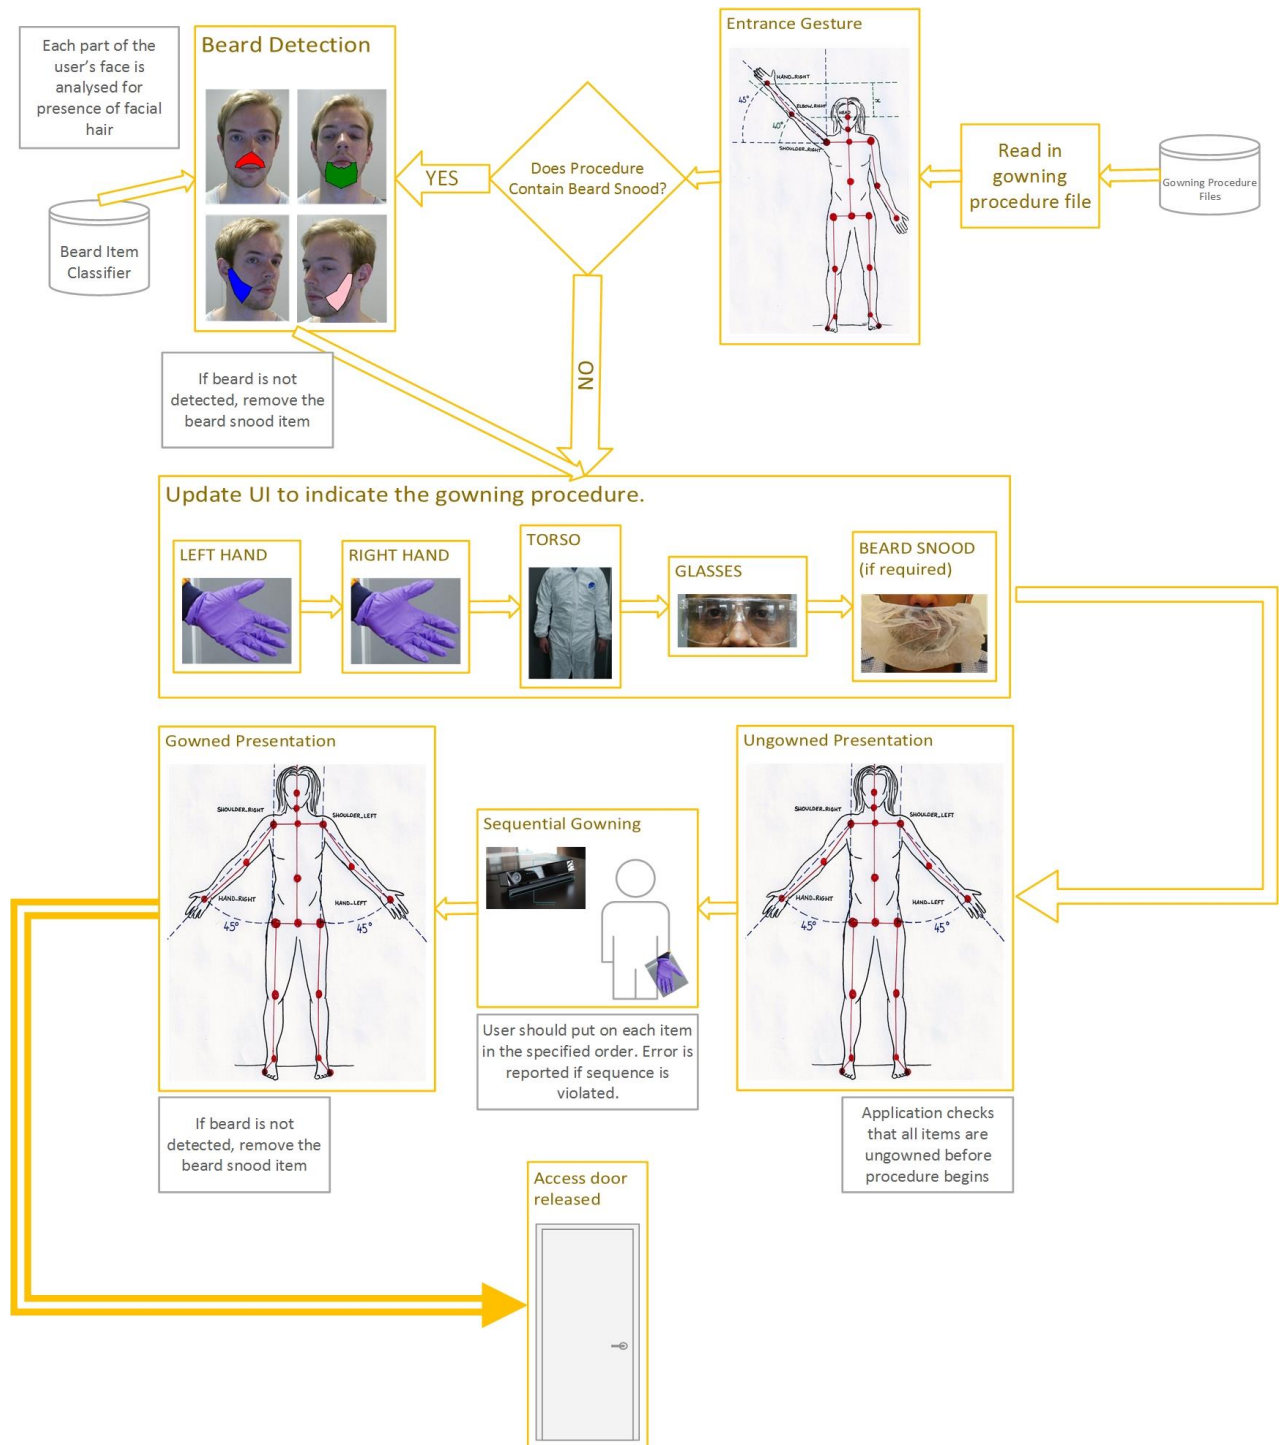 Each part of the
user's face is
analysed for
presence of facial
hair
Beard Item
Classifier
Beard Detection
YES
Does Procedure
Contain Beard Snood?
NO
Entrance Gesture
HAND_RIGHT
45°
ELBOW_RIGHT
40°
HEAD
x
SHOULDER_RIGHT
Read in
gowning
procedure file
Gowning Procedure
Files
If beard is not
detected, remove the
beard snood item
Update UI to indicate the gowning procedure.
LEFT HAND
RIGHT HAND
TORSO
GLASSES
BEARD SNOOD
(if required)
Gowned Presentation
SHOULDER_RIGHT
SHOULDER_LEFT
HAND_RIGHT
HAND_LEFT
45°
45°
If beard is not
detected, remove the
beard snood item
Sequential Gowning
User should put on each item
in the specified order. Error is
reported if sequence is
violated.
Ungowned Presentation
SHOULDER_RIGHT
SHOULDER_LEFT
HAND_RIGHT
HAND_LEFT
45°
45°
Application checks
that all items are
ungowned before
procedure begins
Access door
released